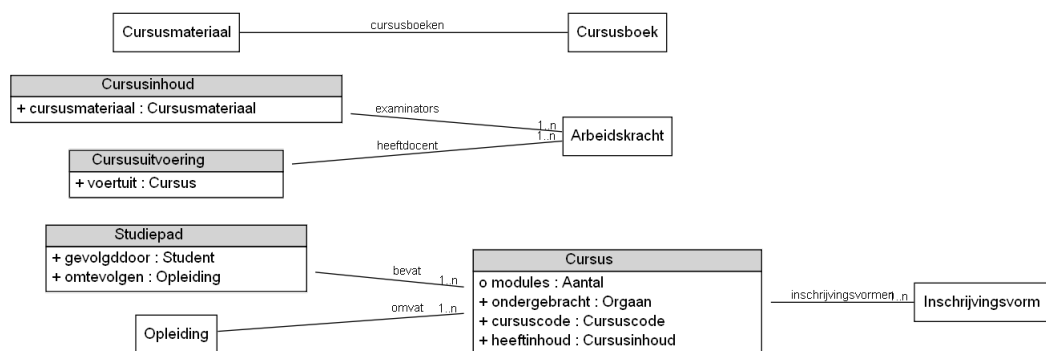 Cursusmateriaal
cursusboeken
Cursusboek
Cursusinhoud
+ cursusmateriaal : Cursusmateriaal
examinators
1..n
1..n
Arbeidskracht
heeftdocent
Cursusuitvoering
+ voertuit : Cursus
Studiepad
+ gevolgddoor : Student
+ omtevolgen : Opleiding
bevat
1..n
Cursus
o modules : Aantal
+ ondergebracht : Orgaan
+ cursuscode : Cursuscode
+ heeftinhoud : Cursusinhoud
inschrijvingsvormen
1..n
Inschrijvingsvorm
omvat
1..n
Opleiding